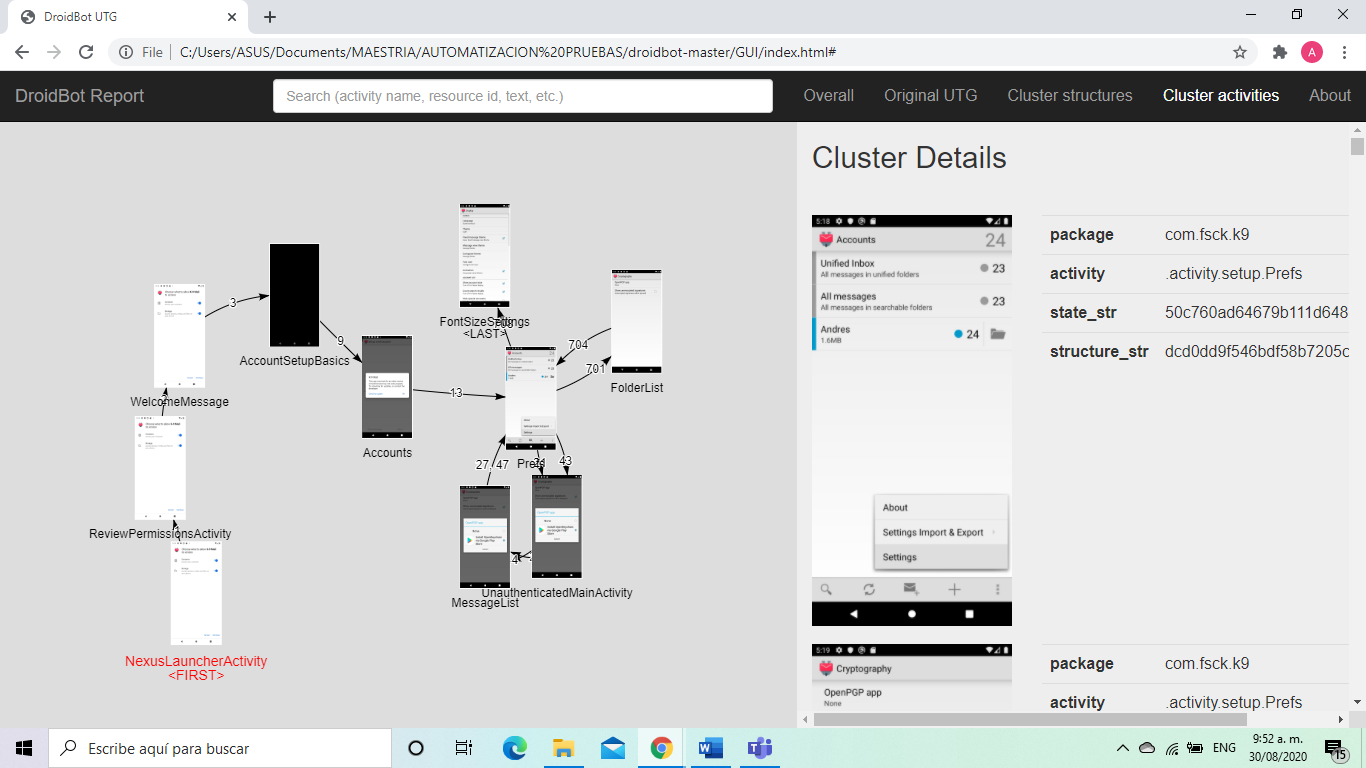 DroidBot UTG
File
C:/Users/ASUS/Documents/MAESTRIA/AUTOMATIZACION%20PRUEBAS/droidbot-master/GUI/index.html#
A
DroidBot Report
Search (activity name, resource id, text, etc.)
Overall
Original UTG
Cluster structures
Cluster activities
About
FontSizeSettings
<LAST>
704
701
FolderList
3
AccountSetupBasics
9
WelcomeMessage
Accounts
13
Prefs
27, 47
43
ReviewPermissionsActivity
MessageList
UnauthenticatedMainActivity
NexusLauncherActivity
<FIRST>
Cluster Details
5:18
Accounts
24
Unified Inbox
All messages in unified folders
23
All messages
All messages in searchable folders
23
Andres
1.6MB
24
About
Settings Import & Export
Settings
package
com.fsck.k9
activity
.activity.setup.Prefs
state_str
50c760ad64679b111d648
structure_str
dcd0dd9f546bdf58b7205c
5:19
Cryptography
OpenPGP app
None
package
com.fsck.k9
activity
.activity.setup.Prefs
Escribe aquí para buscar
ENG
9:52 a. m.
30/08/2020
15